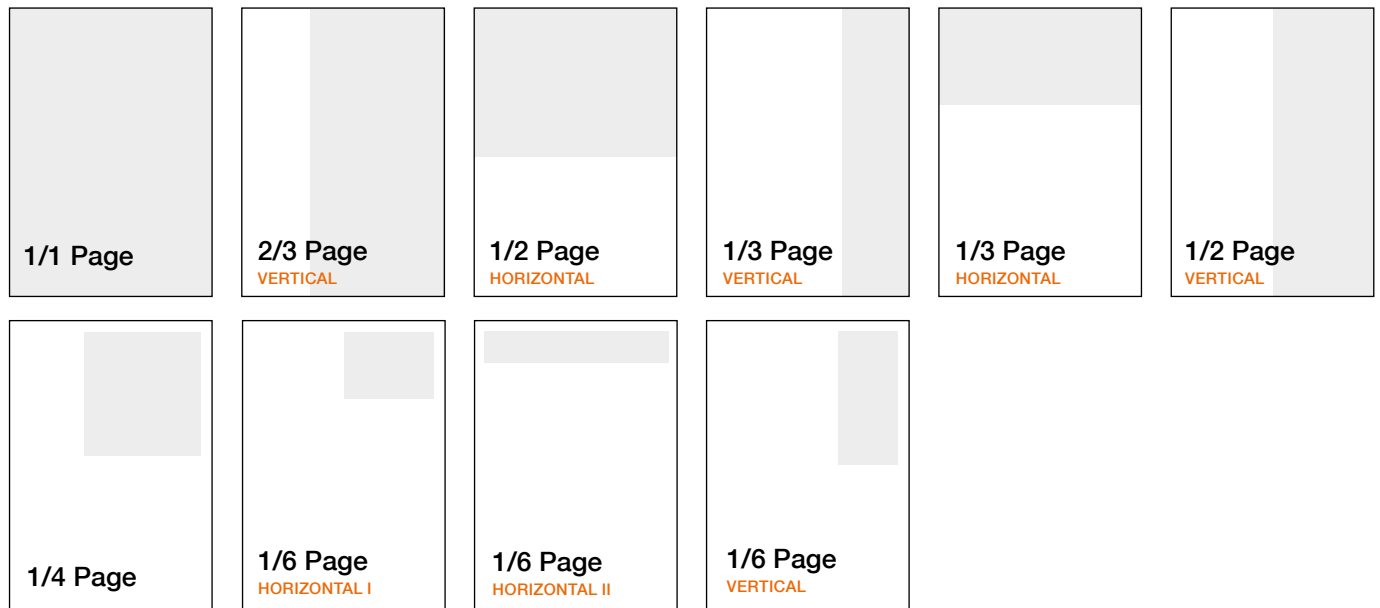 1/1 Page
2/3 Page
VERTICAL
1/2 Page
HORIZONTAL
1/3 Page
VERTICAL
1/3 Page
HORIZONTAL
1/2 Page
VERTICAL
1/4 Page
1/6 Page
HORIZONTAL I
1/6 Page
HORIZONTAL II
1/6 Page
VERTICAL